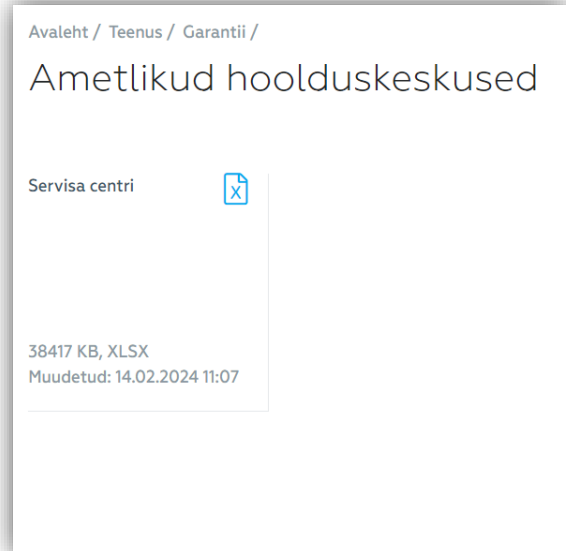 Avaleht / Teenus / Garantii /
Ametlikud hoolduskeskused
Servisa centri
X
38417 KB, XLSX
Muudetud: 14.02.2024 11:07